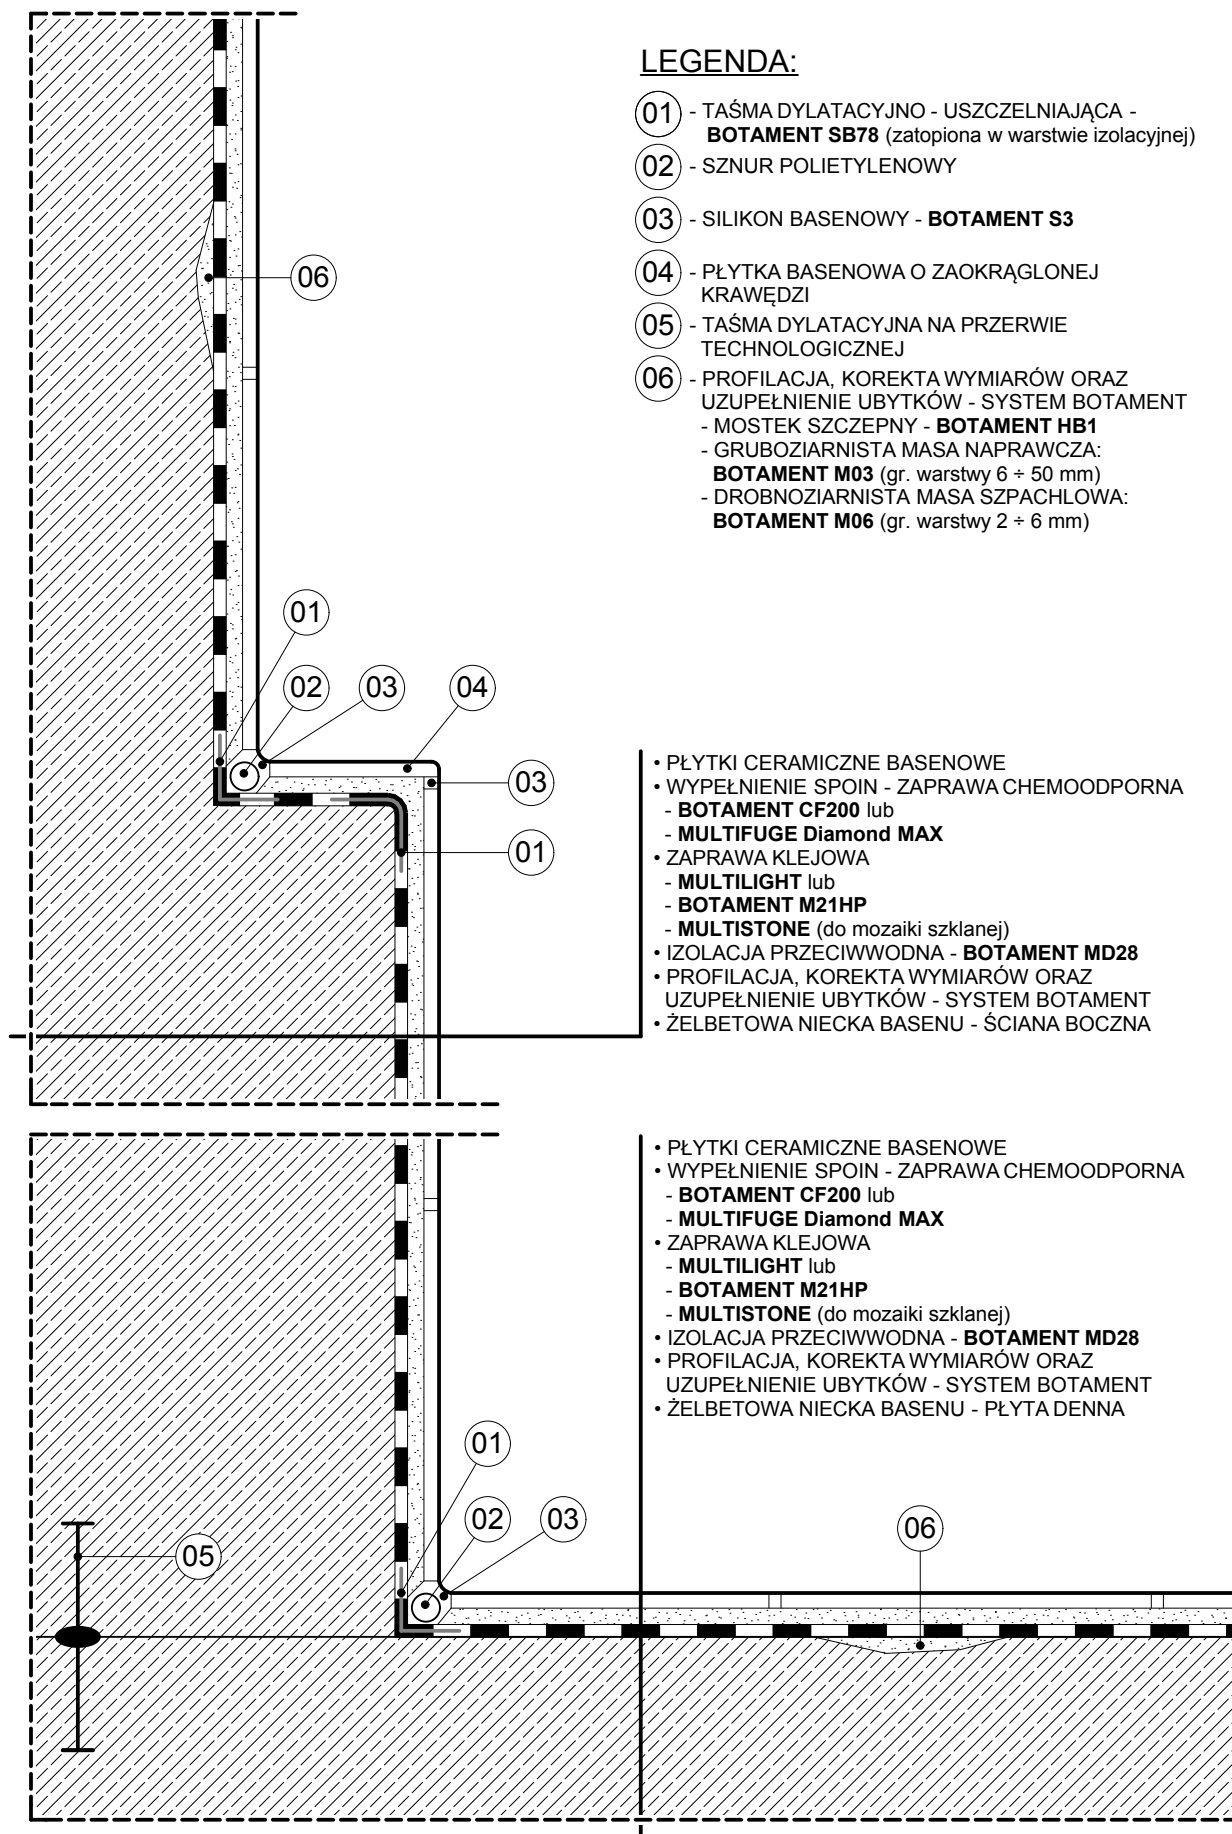 LEGENDA:
01 - TAŚMA DYLATACYJNO - USZCZELNIAJĄCA -
BOTAMENT SB78 (zatopiona w warstwie izolacyjnej)
02 - SZNUR POLIETYLENOWY
03 - SILIKON BASENOWY - BOTAMENT S3
04 - PŁYTKA BASENOWA O ZAOKRĄGLONEJ
KRAWĘDZI
05 - TAŚMA DYLATACYJNA NA PRZERWIE
TECHNOLOGICZNEJ
06 - PROFILACJA, KOREKTA WYMIARÓW ORAZ
UZUPEŁNIENIE UBYTKÓW - SYSTEM BOTAMENT
- MOSTEK SZCZEPNY - BOTAMENT HB1
- GRUBOZIARNISTA MASA NAPRAWCZA:
BOTAMENT M03 (gr. warstwy 6 ÷ 50 mm)
- DROBNOZIARNISTA MASA SZPACHLOWA:
BOTAMENT M06 (gr. warstwy 2 ÷ 6 mm)
06
01
02 03 04
03
01
• PŁYTKI CERAMICZNE BASENOWE
• WYPEŁNIENIE SPOIN - ZAPRAWA CHEMOODPORNA
- BOTAMENT CF200 lub
- MULTIFUGE Diamond MAX
• ZAPRAWA KLEJOWA
- MULTILIGHT lub
- BOTAMENT M21HP
- MULTISTONE (do mozaiki szklanej)
• IZOLACJA PRZECIWWODNA - BOTAMENT MD28
• PROFILACJA, KOREKTA WYMIARÓW ORAZ
UZUPEŁNIENIE UBYTKÓW - SYSTEM BOTAMENT
• ŻELBETOWA NIECKA BASENU - ŚCIANA BOCZNA
• PŁYTKI CERAMICZNE BASENOWE
• WYPEŁNIENIE SPOIN - ZAPRAWA CHEMOODPORNA
- BOTAMENT CF200 lub
- MULTIFUGE Diamond MAX
• ZAPRAWA KLEJOWA
- MULTILIGHT lub
- BOTAMENT M21HP
- MULTISTONE (do mozaiki szklanej)
• IZOLACJA PRZECIWWODNA - BOTAMENT MD28
• PROFILACJA, KOREKTA WYMIARÓW ORAZ
UZUPEŁNIENIE UBYTKÓW - SYSTEM BOTAMENT
• ŻELBETOWA NIECKA BASENU - PŁYTA DENNA
01
02 03
06
05